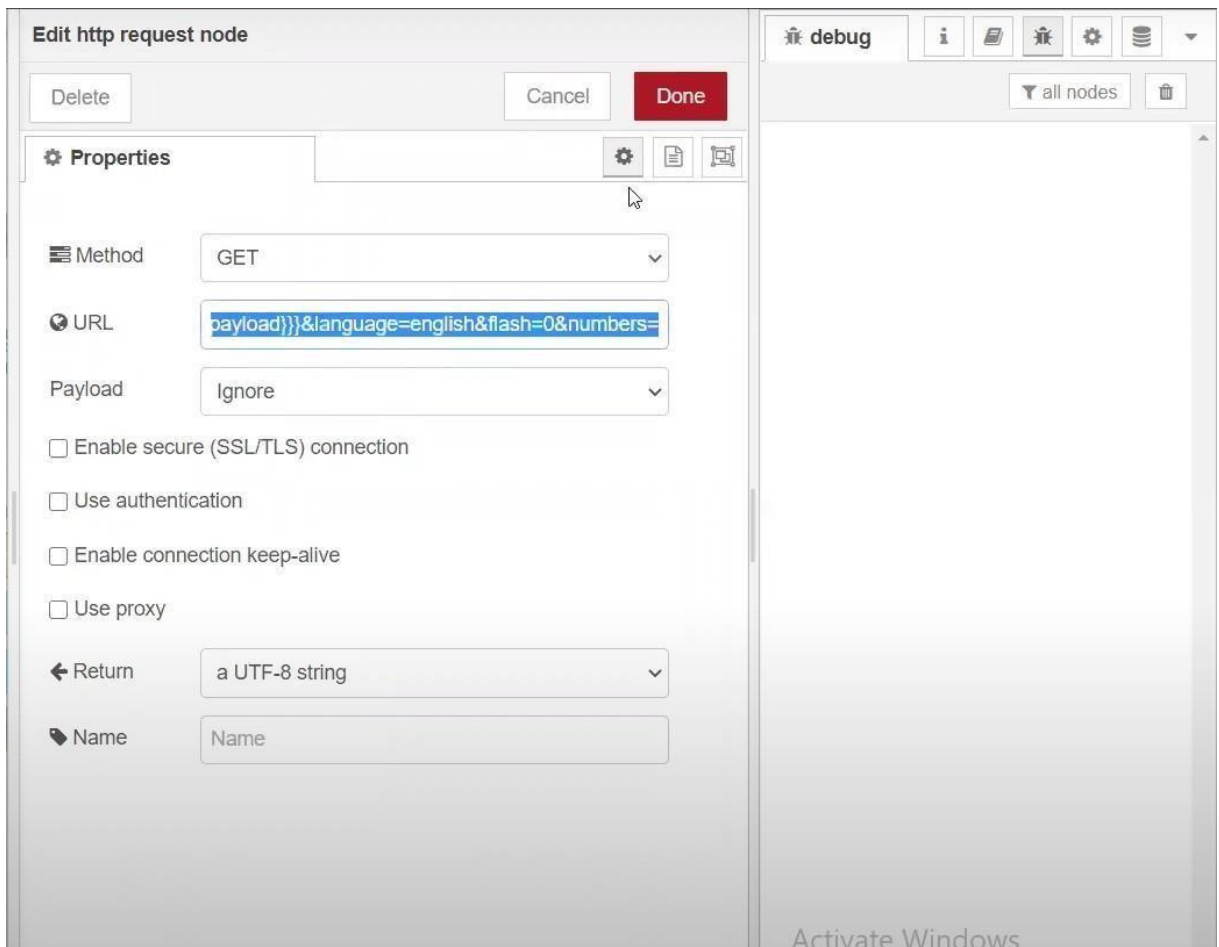 Edit http request node
debug
i
Delete
Cancel
Done
all nodes
Properties
Method
GET
URL
payload}}}&language=english&flash=0&numbers=
Payload
Ignore
Enable secure (SSL/TLS) connection
Use authentication
Enable connection keep-alive
Use proxy
Return
a UTF-8 string
Name
Name
Activate Windows